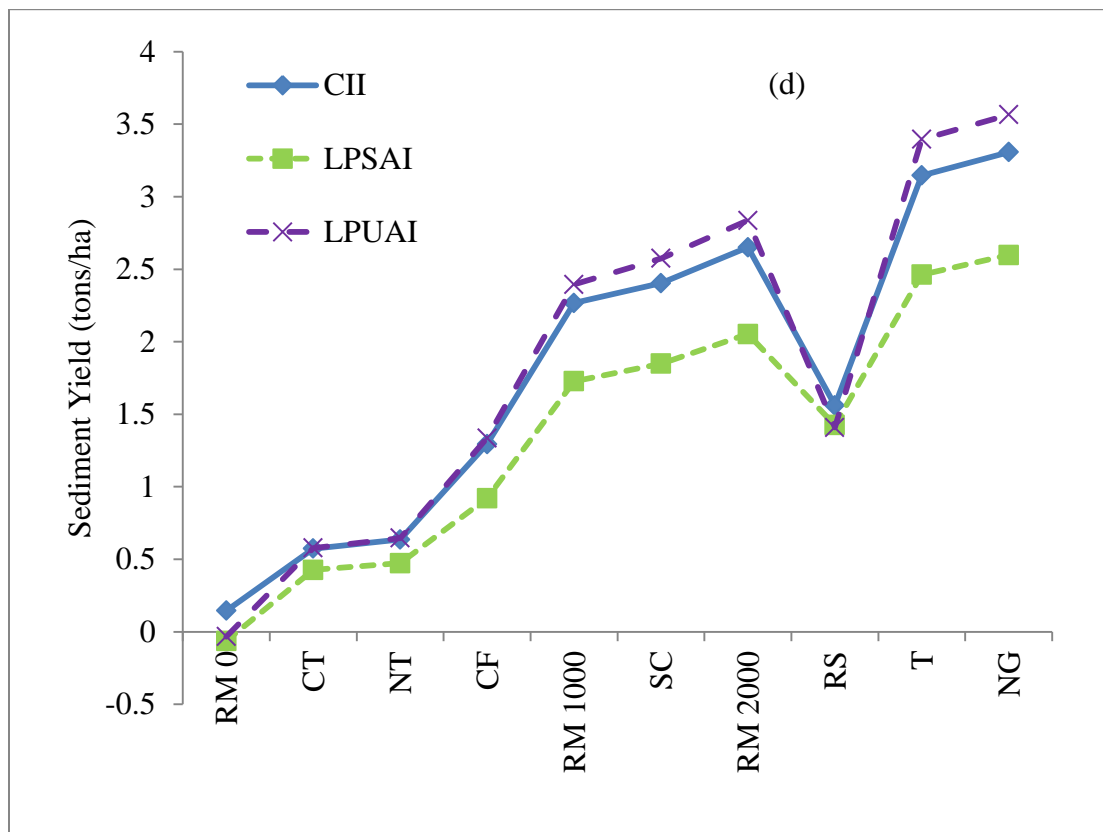 4
3.5
3
2.5
2
1.5
1
0.5
0
-0.5
Sediment Yield (tons/ha)
CII
LPSAI
LPUAI
(d)
RM 0
CT
NT
CF
RM 1000
SC
RM 2000
RS
T
NG